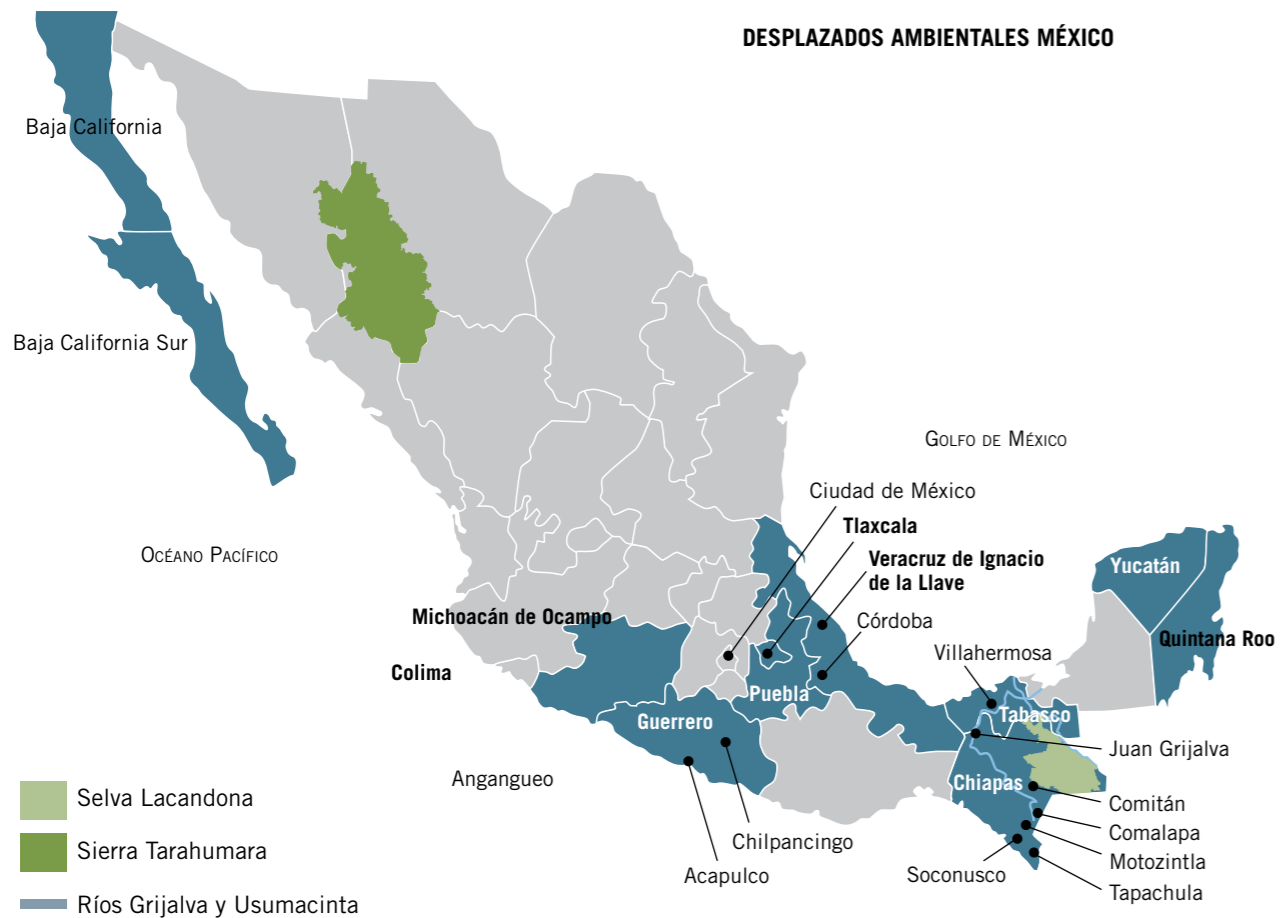 DESPLAZADOS AMBIENTALES MÉXICO
Baja California
Baja California Sur
GOLFO DE MÉXICO
Ciudad de México
Tlaxcala
OCÉANO PACÍFICO
Veracruz de Ignacio
de la Llave
Yucatán
Michoacán de Ocampo
Córdoba
Quintana Roo
Villahermosa
Colima
Puebla
Guerrero
Tabasco
Juan Grijalva
Angangueo
Chiapas
Selva Lacandona
Comitán
Comalapa
Chilpancingo
Sierra Tarahumara
Motozintla
Acapulco
Soconusco
Tapachula
Ríos Grijalva y Usumacinta